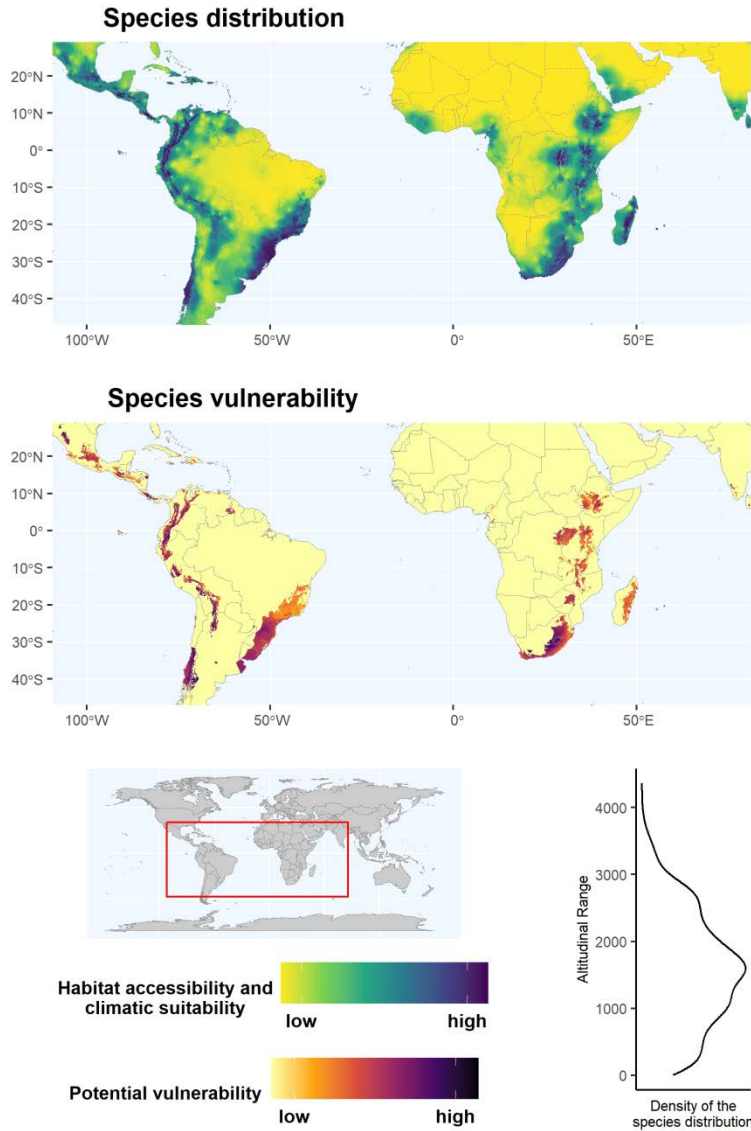 Species distribution
20°N
10°N
0°
10°S
20°S
30°S
40°S
100°W
50°W
0°
50°E
Species vulnerability
20°N
10°N
0°
10°S
20°S
30°S
40°S
100°W
50°W
0°
50°E
Habitat accessibility and
climatic suitability
low
high
Potential vulnerability
low
high
Altitudinal Range
4000
3000
2000
1000
0
Density of the
species distribution